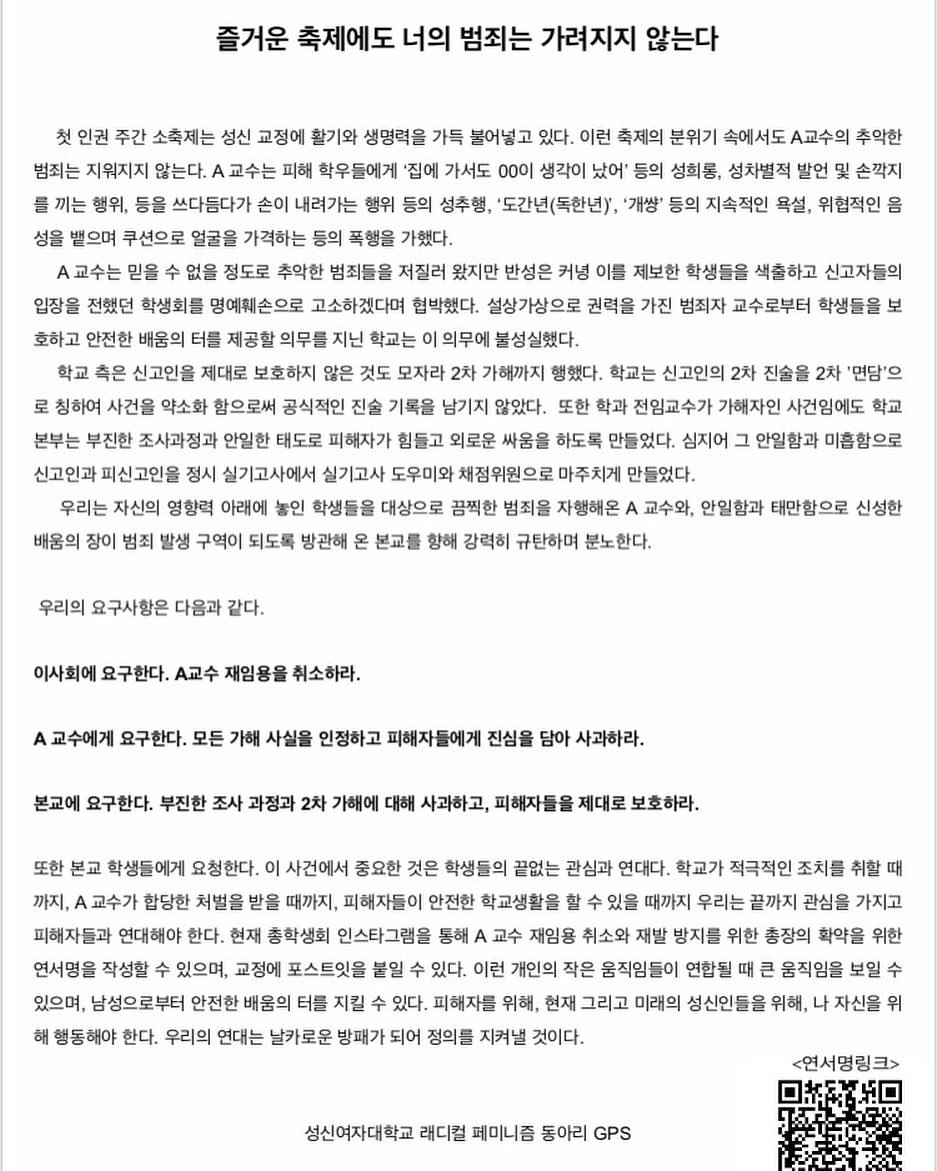 즐거운 축제에도 너의 범죄는 가려지지 않는다
첫 인권 주간 소축제는 성신 교정에 활기와 생명력을 가득 불어넣고 있다. 이런 축제의 분위기 속에서도 A교수의 추악한
범죄는 지워지지 않는다. A 교수는 피해 학우들에게 ‘집에 가서도 00이 생각이 났어’ 등의 성희롱, 성차별적 발언 및 손깍지
를 끼는 행위, 등을 쓰다듬다가 손이 내려가는 행위 등의 성추행, ‘도간년(독한년)’, ‘개쌍’ 등의 지속적인 욕설, 위협적인 음
성을 뱉으며 쿠션으로 얼굴을 가격하는 등의 폭행을 가했다.
A 교수는 믿을 수 없을 정도로 추악한 범죄들을 저질러 왔지만 반성은 커녕 이를 제보한 학생들을 색출하고 신고자들의
입장을 전했던 학생회를 명예훼손으로 고소하겠다며 협박했다. 설상가상으로 권력을 가진 범죄자 교수로부터 학생들을 보
호하고 안전한 배움의 터를 제공할 의무를 지닌 학교는 이 의무에 불성실했다.
학교 측은 신고인을 제대로 보호하지 않은 것도 모자라 2차 가해까지 행했다. 학교는 신고인의 2차 진술을 2차 ’면담’으
로 칭하여 사건을 약소화 함으로써 공식적인 진술 기록을 남기지 않았다. 또한 학과 전임교수가 가해자인 사건임에도 학교
본부는 부진한 조사과정과 안일한 태도로 피해자가 힘들고 외로운 싸움을 하도록 만들었다. 심지어 그 안일함과 미흡함으로
신고인과 피신고인을 정시 실기고사에서 실기고사 도우미와 채점위원으로 마주치게 만들었다.
우리는 자신의 영향력 아래에 놓인 학생들을 대상으로 끔찍한 범죄을 자행해온 A 교수와, 안일함과 태만함으로 신성한
배움의 장이 범죄 발생 구역이 되도록 방관해 온 본교를 향해 강력히 규탄하며 분노한다.
우리의 요구사항은 다음과 같다.
이사회에 요구한다. A교수 재임용을 취소하라.
A 교수에게 요구한다. 모든 가해 사실을 인정하고 피해자들에게 진심을 담아 사과하라.
본교에 요구한다. 부진한 조사 과정과 2차 가해에 대해 사과하고, 피해자들을 제대로 보호하라.
또한 본교 학생들에게 요청한다. 이 사건에서 중요한 것은 학생들의 끝없는 관심과 연대다. 학교가 적극적인 조치를 취할 때
까지, A 교수가 합당한 처벌을 받을 때까지, 피해자들이 안전한 학교생활을 할 수 있을 때까지 우리는 끝까지 관심을 가지고
피해자들과 연대해야 한다. 현재 총학생회 인스타그램을 통해 A 교수 재임용 취소와 재발 방지를 위한 총장의 확약을 위한
연서명을 작성할 수 있으며, 교정에 포스트잇을 붙일 수 있다. 이런 개인의 작은 움직임들이 연합될 때 큰 움직임을 보일 수
있으며, 남성으로부터 안전한 배움의 터를 지킬 수 있다. 피해자를 위해, 현재 그리고 미래의 성신인들을 위해, 나 자신을 위
해 행동해야 한다. 우리의 연대는 날카로운 방패가 되어 정의를 지켜낼 것이다.
<연서명링크>
성신여자대학교 래디컬 페미니즘 동아리 GPS